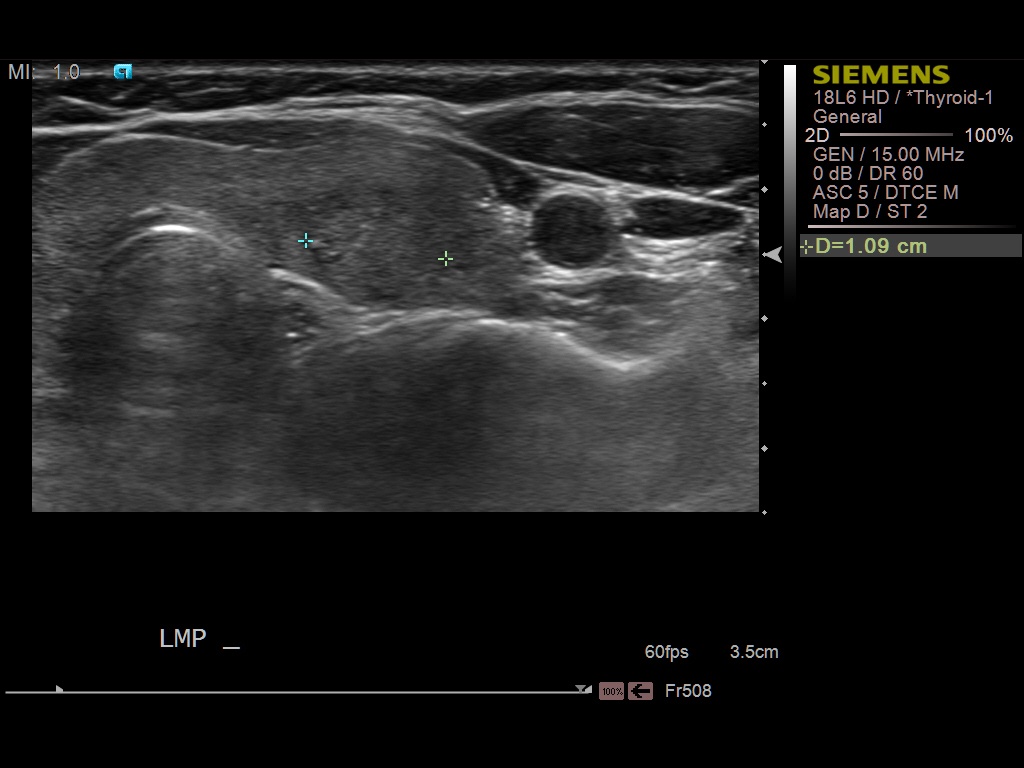 MI: 1.0
SIEMENS
18L6 HD / *Thyroid-1
General
2D 100%
GEN / 15.00 MHz
0 dB / DR 60
ASC 5 / DTCE M
Map D / ST 2
D=1.09 cm
LMP _
60fps 3.5cm
100% Fr508